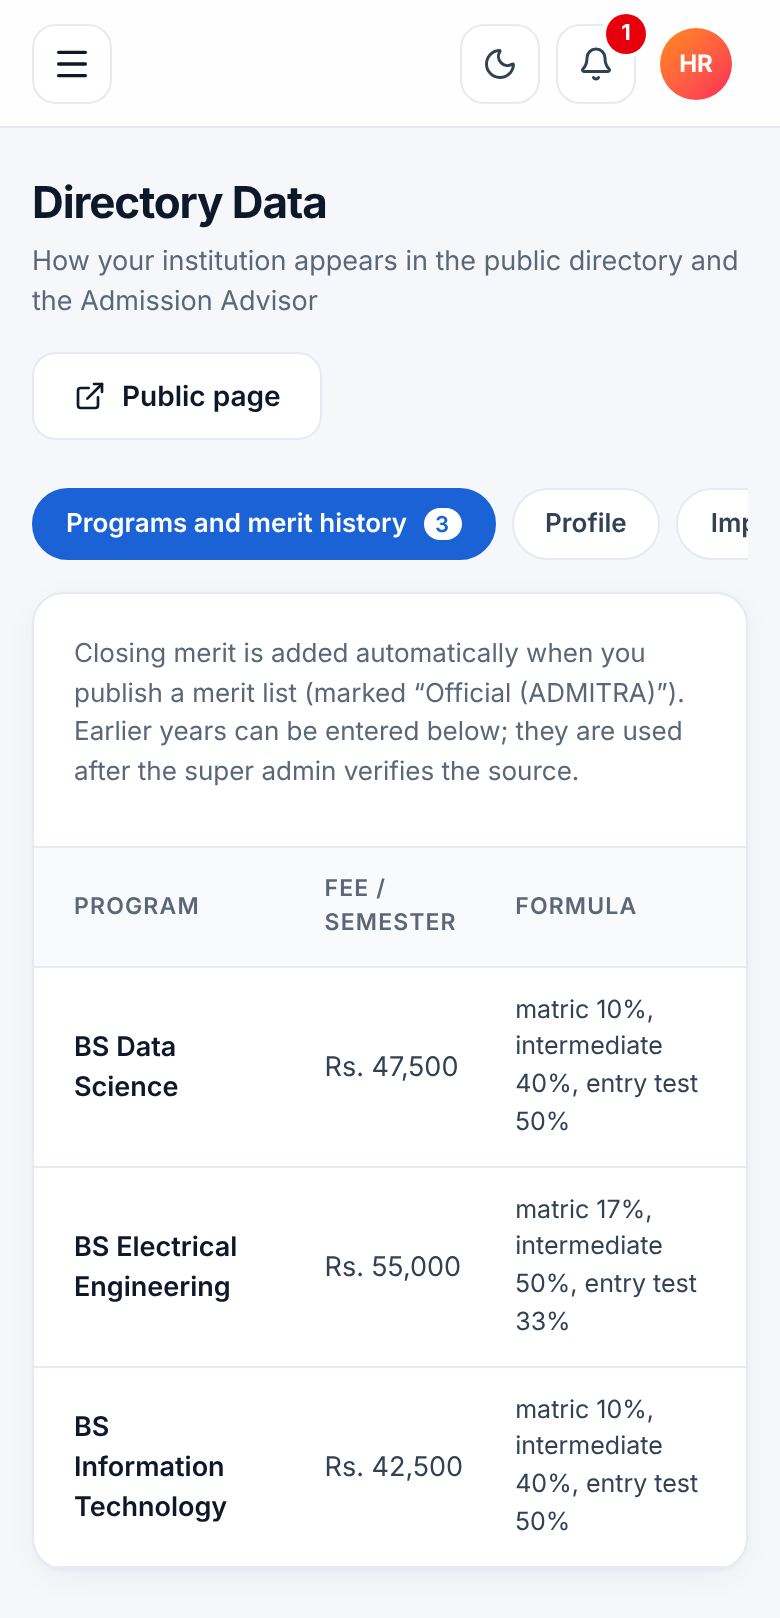 1
HR
Directory Data
How your institution appears in the public directory and
the Admission Advisor
Public page
Programs and merit history 3
Profile
Closing merit is added automatically when you
publish a merit list (marked “Official (ADMITRA)”).
Earlier years can be entered below; they are used
after the super admin verifies the source.
PROGRAM
FEE /
SEMESTER
FORMULA
BS Data
Science
Rs. 47,500
matric 10%,
intermediate
40%, entry test
50%
BS Electrical
Engineering
Rs. 55,000
matric 17%,
intermediate
50%, entry test
33%
BS
Information
Technology
Rs. 42,500
matric 10%,
intermediate
40%, entry test
50%